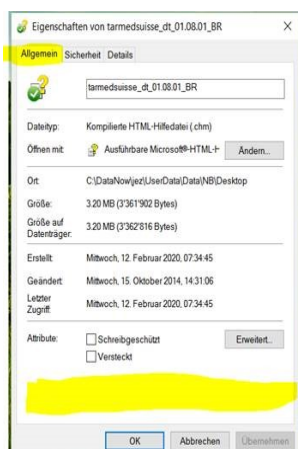 Eigenschaften von tarmedsuisse_dt_01.08.01_BR
Allgemein Sicherheit Details
tarmedsuisse_dt_01.08.01_BR
Dateityp: Kompilierte HTML-Hilfedatei (.chm)
Öffnen mit: Ausführbare Microsoft®-HTML-H Ändern...
Ort: C:\DataNow\jez\UserData\Data\NB\Desktop
Größe: 3.20 MB (3'361'902 Bytes)
Größe auf Datenträger: 3.20 MB (3'362'816 Bytes)
Erstellt: Mittwoch, 12. Februar 2020, 07:34:45
Geändert: Mittwoch, 15. Oktober 2014, 14:31:06
Letzter Zugriff: Mittwoch, 12. Februar 2020, 07:34:45
Attribute: Schreibgeschützt Erweitert...
Versteckt
OK Abbrechen Übernehmen